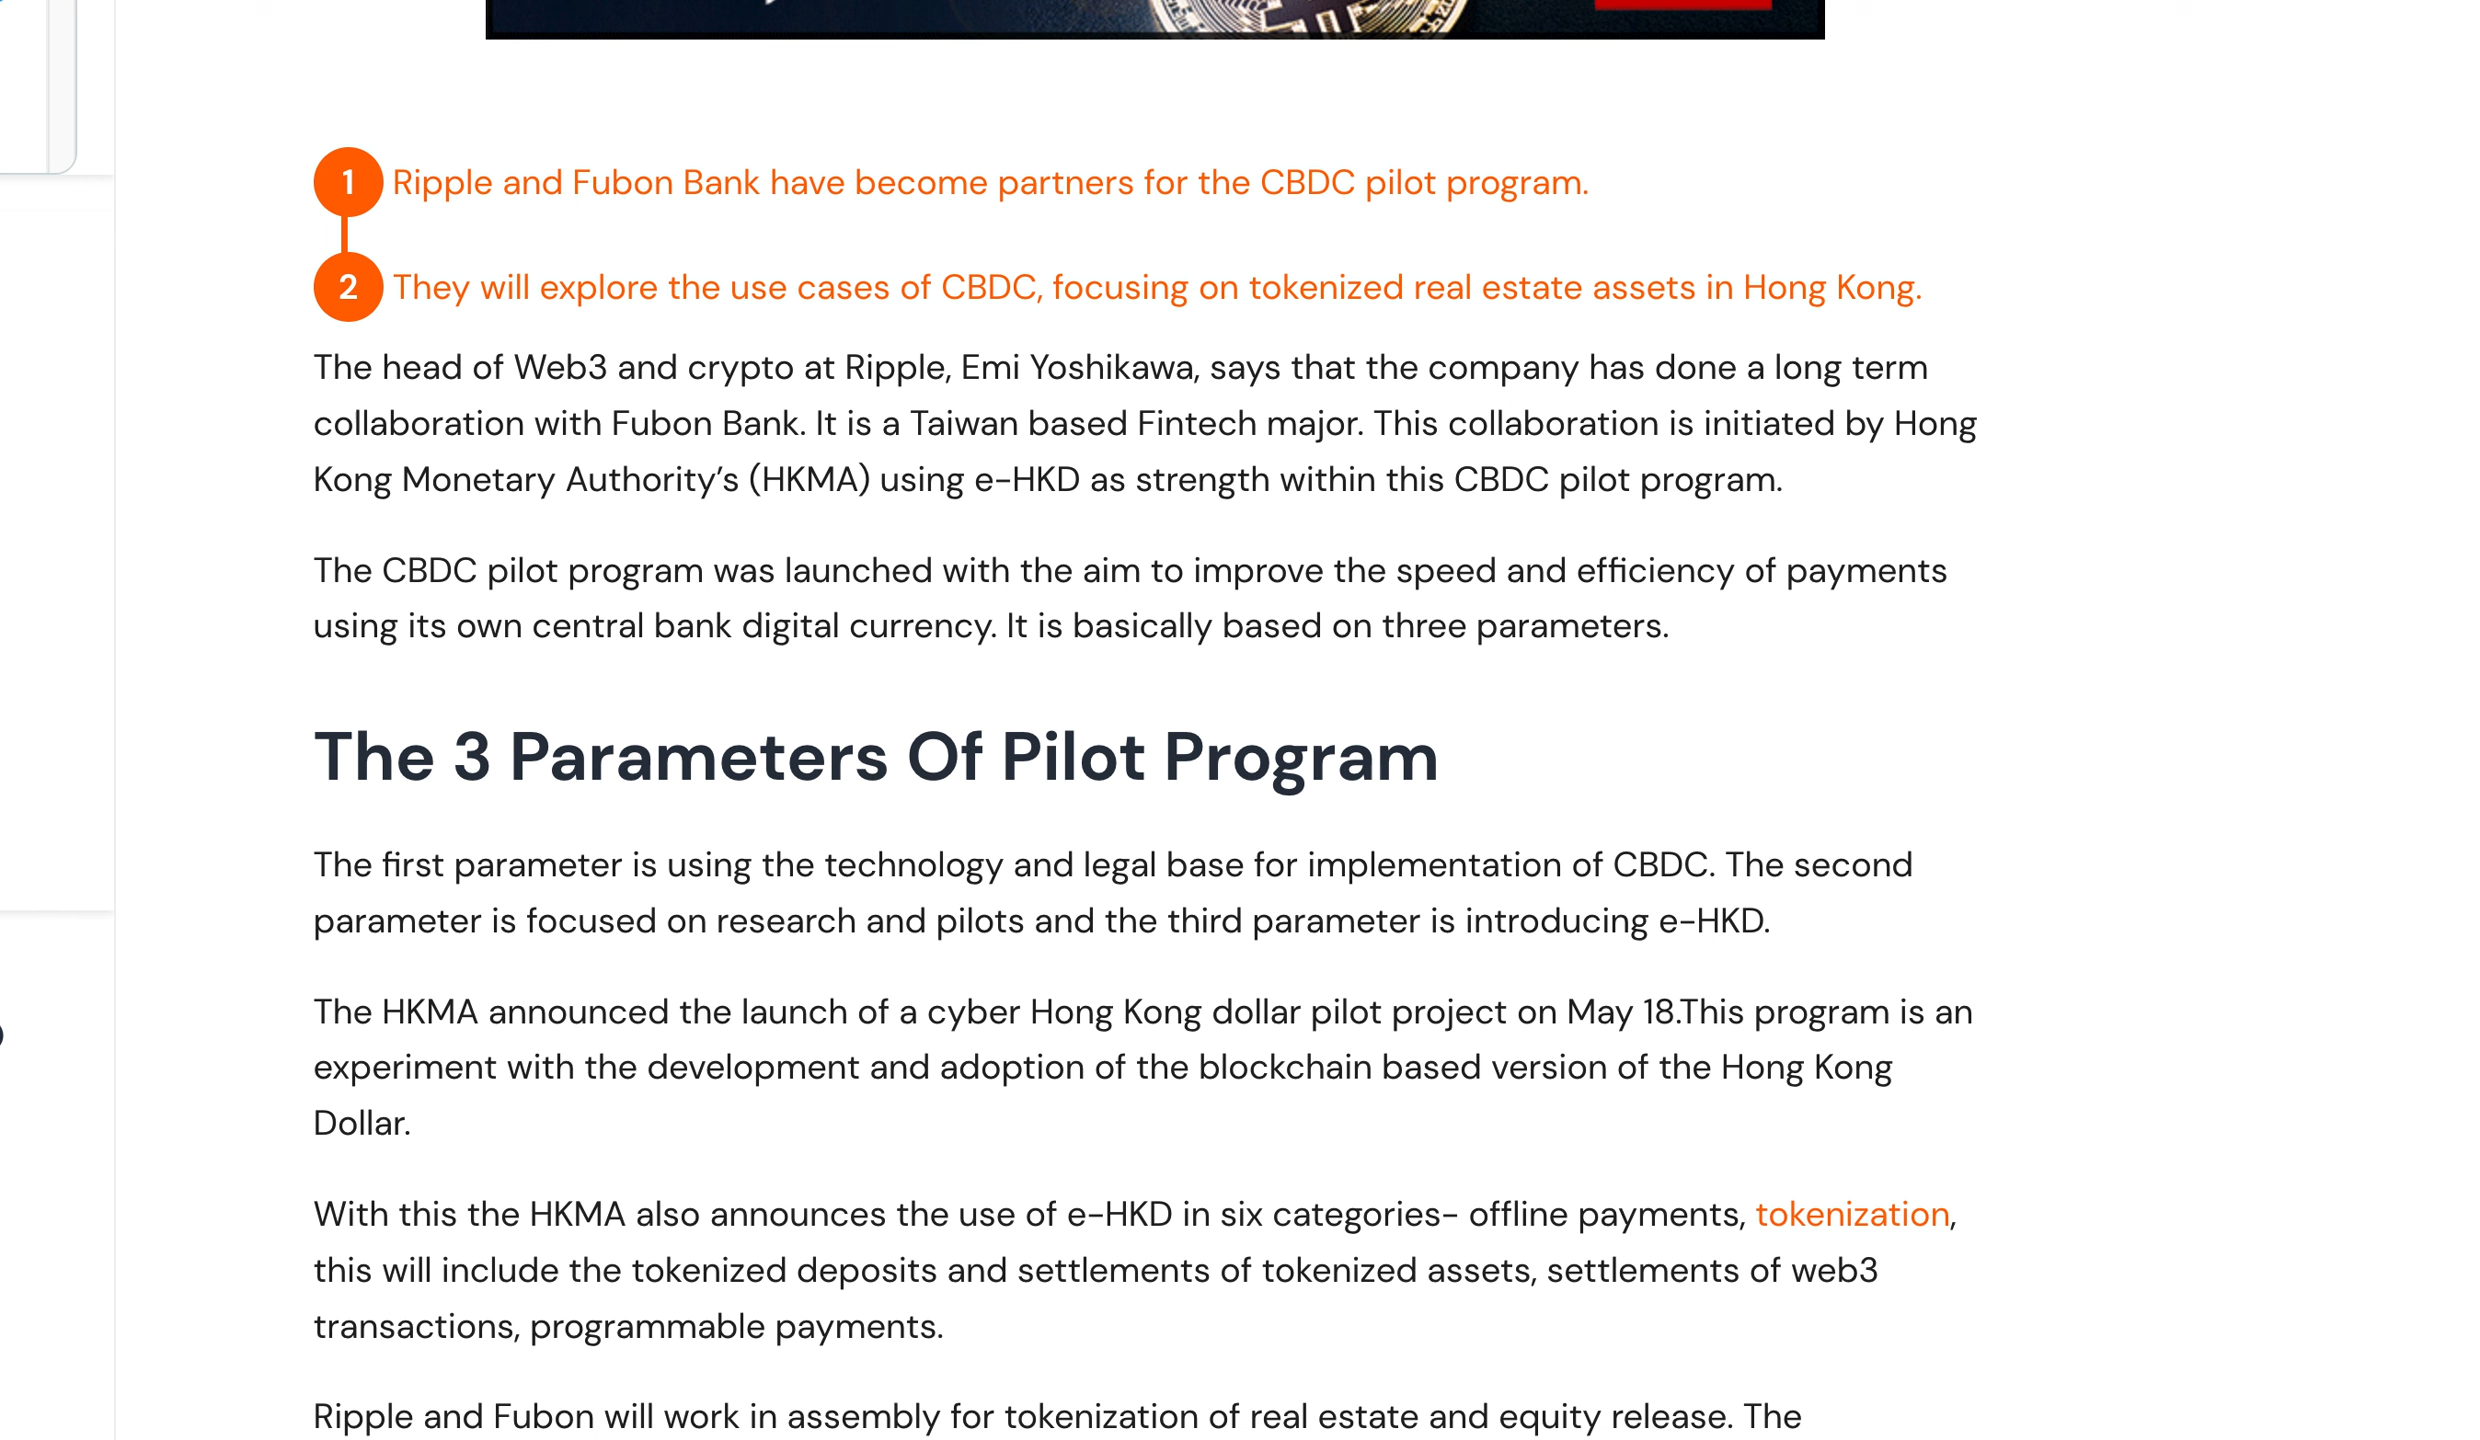 1 Ripple and Fubon Bank have become partners for the CBDC pilot program.
2 They will explore the use cases of CBDC, focusing on tokenized real estate assets in Hong Kong.
The head of Web3 and crypto at Ripple, Emi Yoshikawa, says that the company has done a long term
collaboration with Fubon Bank. It is a Taiwan based Fintech major. This collaboration is initiated by Hong
Kong Monetary Authority’s (HKMA) using e-HKD as strength within this CBDC pilot program.
The CBDC pilot program was launched with the aim to improve the speed and efficiency of payments
using its own central bank digital currency. It is basically based on three parameters.
The 3 Parameters Of Pilot Program
The first parameter is using the technology and legal base for implementation of CBDC. The second
parameter is focused on research and pilots and the third parameter is introducing e-HKD.
The HKMA announced the launch of a cyber Hong Kong dollar pilot project on May 18.This program is an
experiment with the development and adoption of the blockchain based version of the Hong Kong
Dollar.
With this the HKMA also announces the use of e-HKD in six categories- offline payments, tokenization,
this will include the tokenized deposits and settlements of tokenized assets, settlements of web3
transactions, programmable payments.
Ripple and Fubon will work in assembly for tokenization of real estate and equity release. The